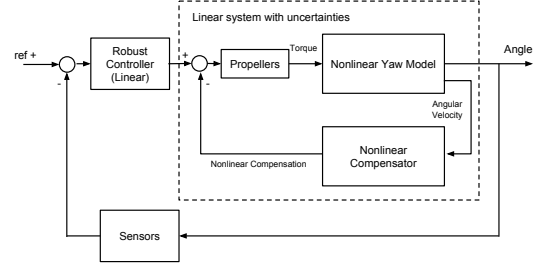 Linear system with uncertainties
ref +
-
Robust
Controller
(Linear)
+
-
Propellers
Torque
Nonlinear Yaw Model
Angle
Angular
Velocity
Nonlinear
Compensator
Nonlinear Compensation
Sensors